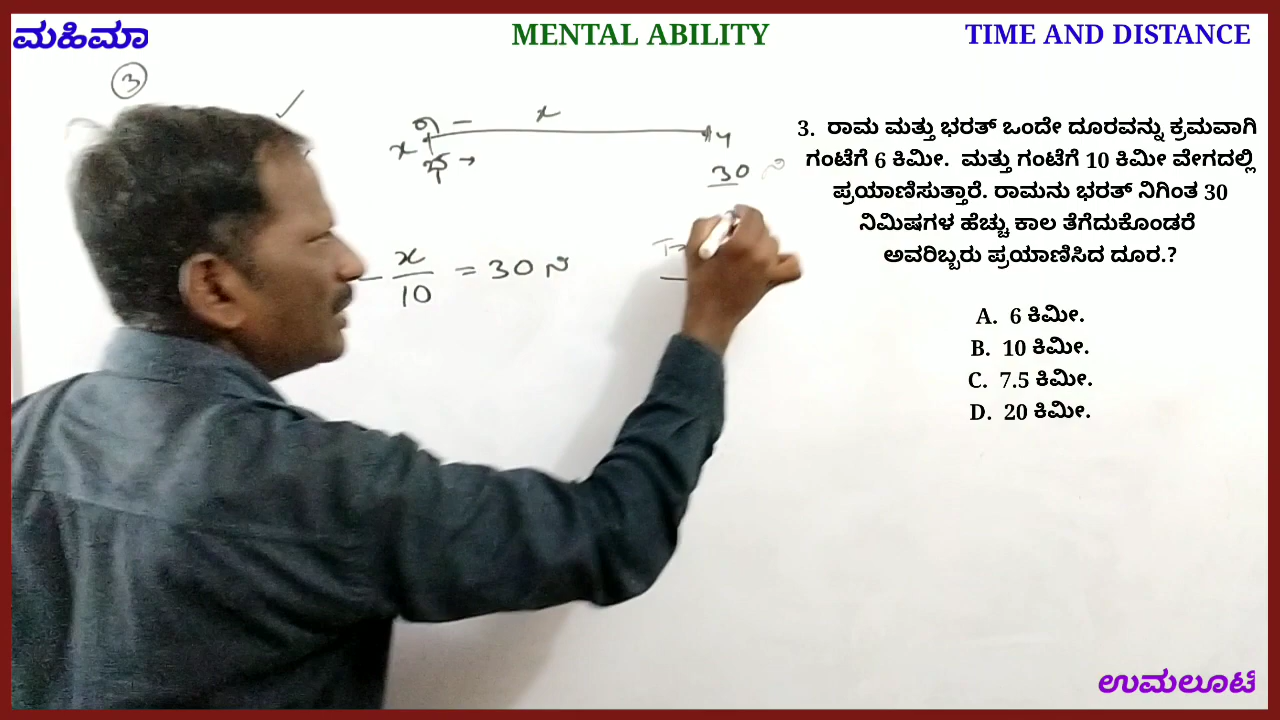 ಮಹಿಮಾ
MENTAL ABILITY
TIME AND DISTANCE
3
x
x
30
x/10 = 30 ನಿ
3. ರಾಮ ಮತ್ತು ಭರತ್ ಒಂದೇ ದೂರವನ್ನು ಕ್ರಮವಾಗಿ
ಗಂಟೆಗೆ 6 ಕಿಮೀ. ಮತ್ತು ಗಂಟೆಗೆ 10 ಕಿಮೀ ವೇಗದಲ್ಲಿ
ಪ್ರಯಾಣಿಸುತ್ತಾರೆ. ರಾಮನು ಭರತ್ ನಿಗಿಂತ 30
ನಿಮಿಷಗಳ ಹೆಚ್ಚು ಕಾಲ ತೆಗೆದುಕೊಂಡರೆ
ಅವರಿಬ್ಬರು ಪ್ರಯಾಣಿಸಿದ ದೂರ.?
A. 6 ಕಿಮೀ.
B. 10 ಕಿಮೀ.
C. 7.5 ಕಿಮೀ.
D. 20 ಕಿಮೀ.
ಉಮಲೂಟಿ